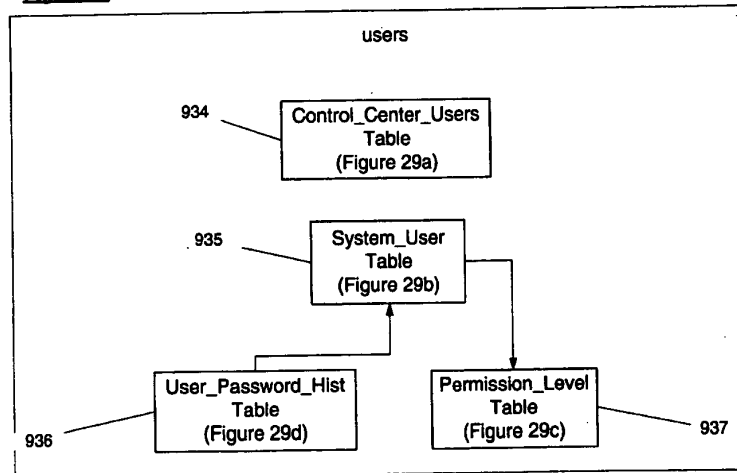 users
934
Control_Center_Users
Table
(Figure 29a)
935
System_User
Table
(Figure 29b)
User_Password_Hist
Table
(Figure 29d)
936
Permission_Level
Table
(Figure 29c)
937